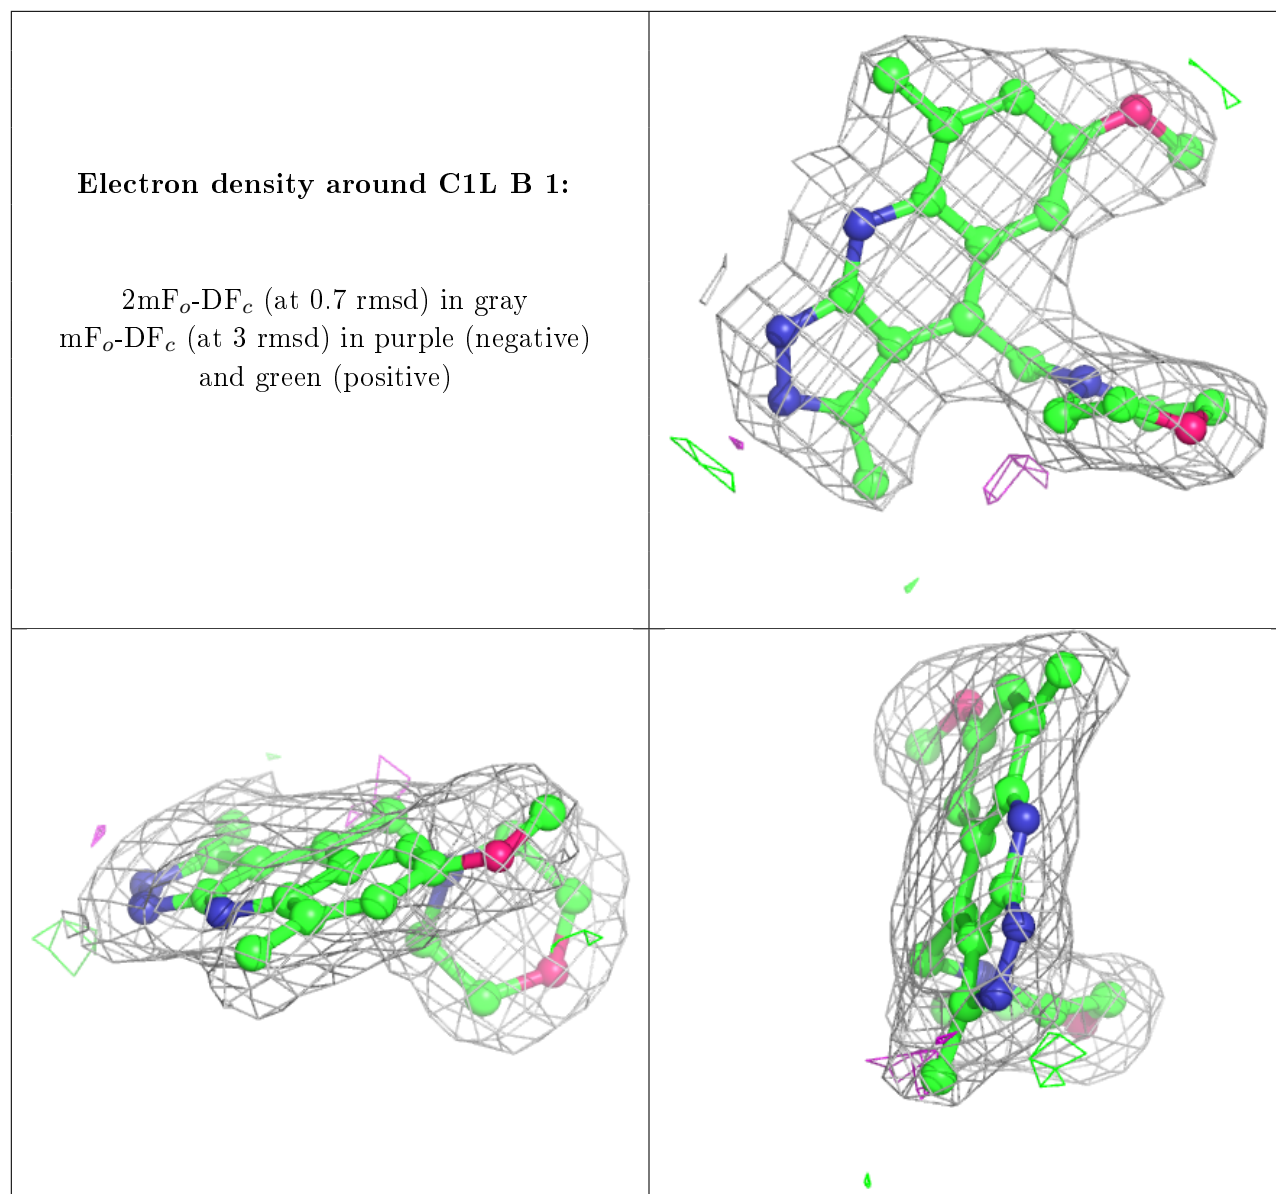 Electron density around C1L B 1:
2mFo-DFc (at 0.7 rmsd) in gray
mFo-DFc (at 3 rmsd) in purple (negative)
and green (positive)